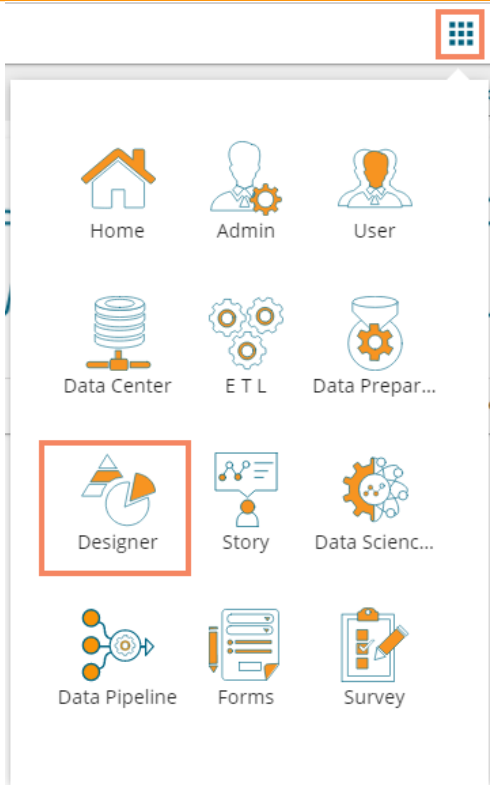 Home Admin User
Data Center E T L Data Prepar...
Designer Story Data Scienc...
Data Pipeline Forms Survey